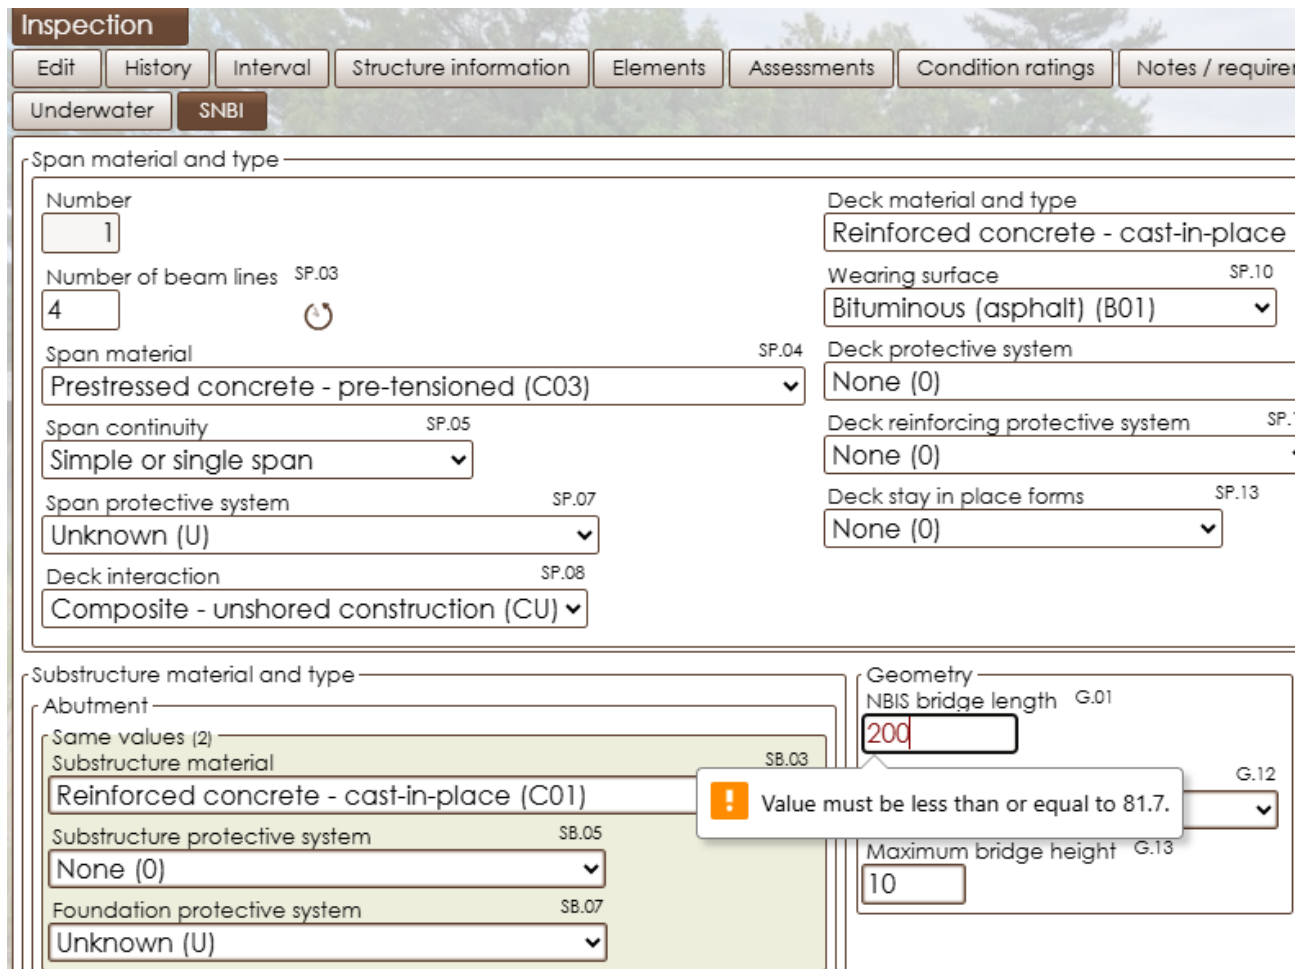 Inspection
Edit History Interval Structure information Elements Assessments Condition ratings Notes /
Underwater SNBI
Span material and type
Number
1
Number of beam lines SP.03
4
Span material SP.04
Prestressed concrete - pre-tensioned (C03)
Span continuity SP.05
Simple or single span
Span protective system SP.07
Unknown (U)
Deck interaction SP.08
Composite - unshored construction (CU)
Deck material and type
Reinforced concrete - cast-in-place
Wearing surface SP.10
Bituminous (asphalt) (B01)
Deck protective system
None (0)
Deck reinforcing protective system
None (0)
Deck stay in place forms SP.13
None (0)
Substructure material and type
Abutment
Same values (2)
Substructure material SB.03
Reinforced concrete - cast-in-place (C01)
Substructure protective system SB.05
None (0)
Foundation protective system SB.07
Unknown (U)
Geometry
NBIS bridge length G.01
200
! Value must be less than or equal to 81.7.
G.12
Maximum bridge height G.13
10